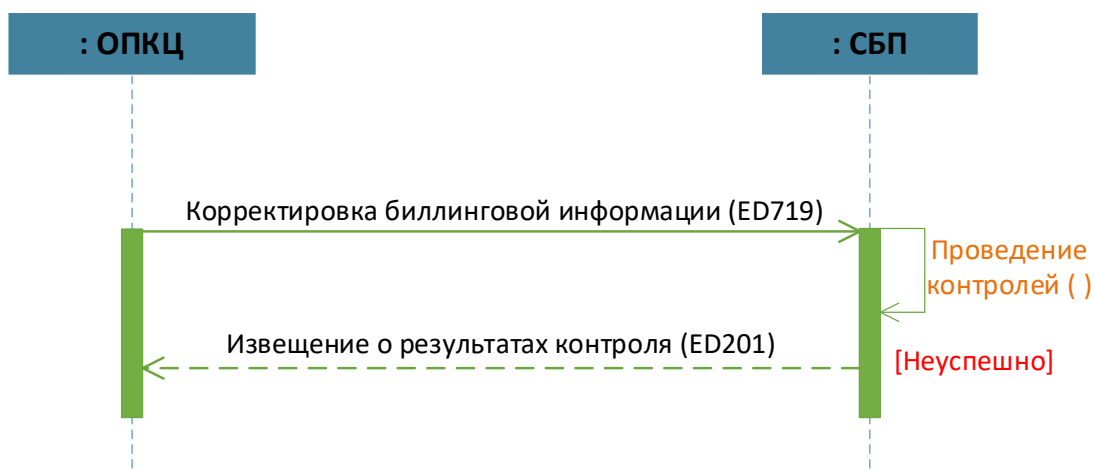 : ОПКЦ
: СБП
Корректировка биллинговой информации (ED719)
Проведение
контролей ( )
Извещение о результатах контроля (ED201)
[Неуспешно]